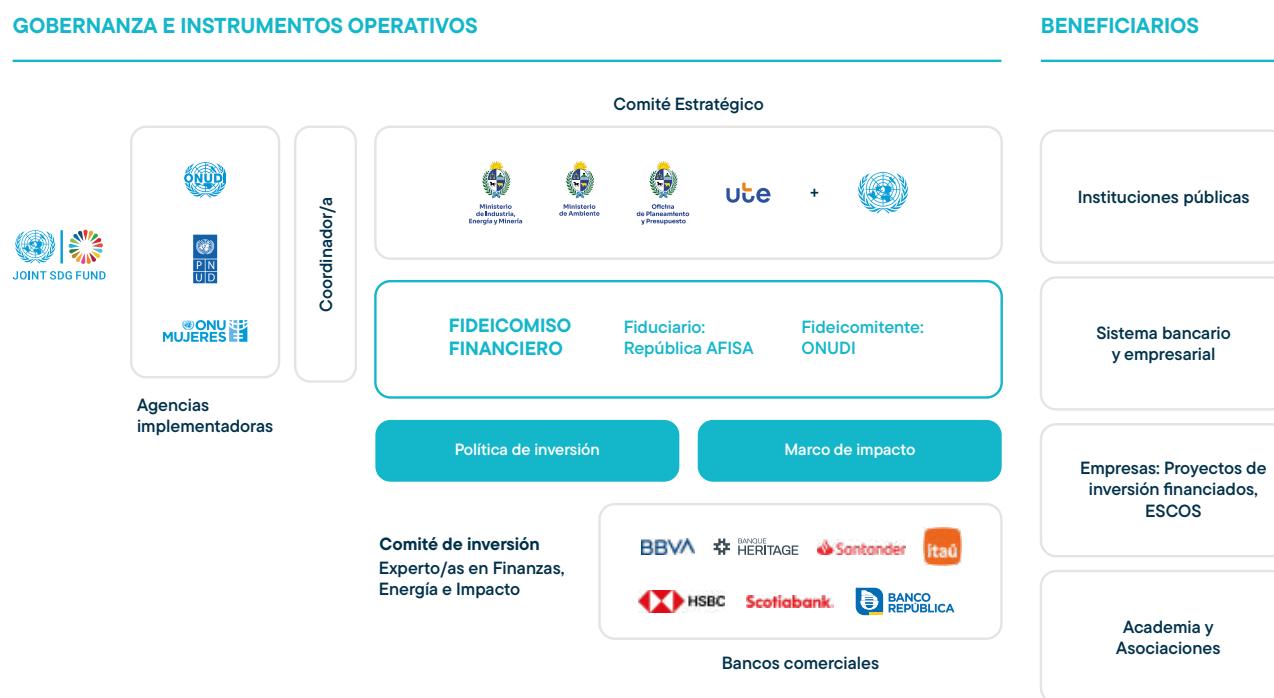 GOBERNANZA E INSTRUMENTOS OPERATIVOS
BENEFICIARIOS
JOINT SDG FUND
ONUDI
P N
U D
ONU
MUJERES
Agencias
implementadoras
Coordinador/a
Comité Estratégico
Ministerio
de Industria,
Energía y Minería
Ministerio
de Ambiente
Oficina
de Planeamiento
y Presupuesto
ute
+
FIDEICOMISO
FINANCIERO
Fiduciario:
República AFISA
Fideicomitente:
ONUDI
Política de inversión
Marco de impacto
Comité de inversión
Experto/as en Finanzas,
Energía e Impacto
BBVA
BANQUE
HERITAGE
Santander
itaú
HSBC
Scotiabank.
BANCO
REPÚBLICA
Bancos comerciales
Instituciones públicas
Sistema bancario
y empresarial
Empresas: Proyectos de
inversión financiados,
ESCOS
Academia y
Asociaciones